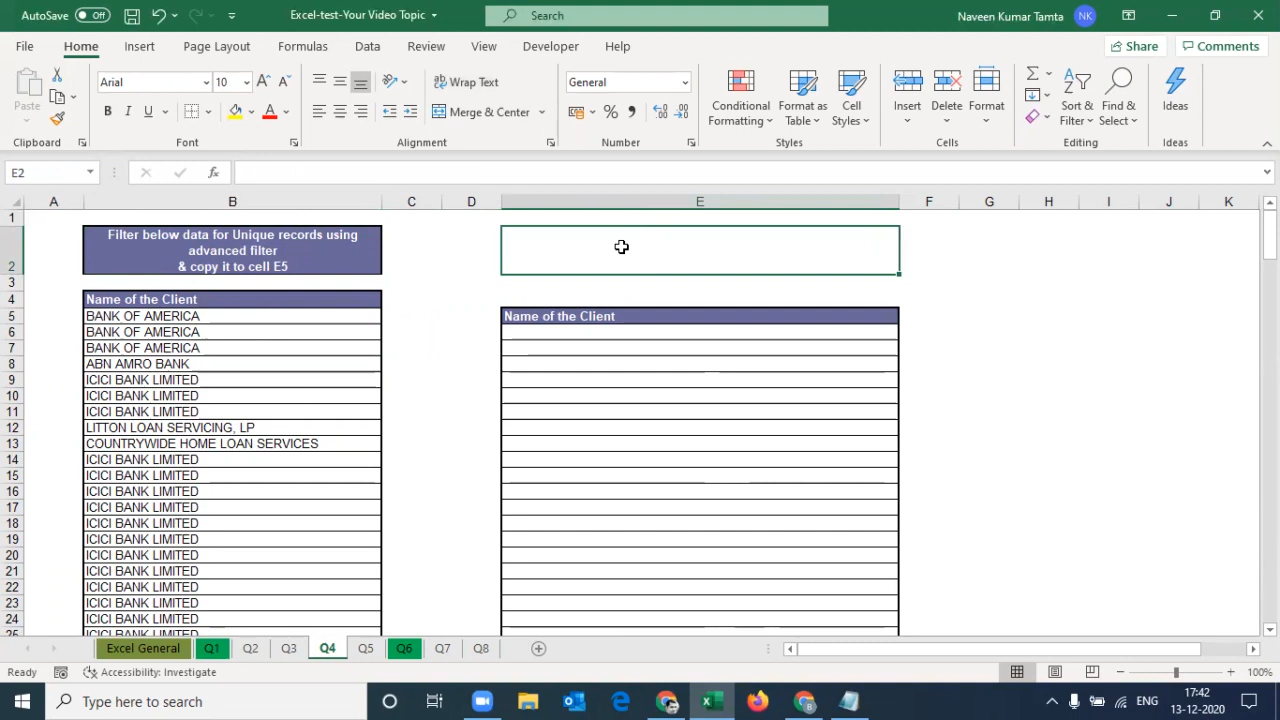 AutoSave Off
Excel-test-Your Video Topic
Search
Naveen Kumar Tamta NK
File Home Insert Page Layout Formulas Data Review View Developer Help Share Comments
Paste
Clipboard
Arial 10
B I U
Font
Wrap Text
Merge & Center
Alignment
General
Number
Conditional Formatting
Format as Table
Cell Styles
Styles
Insert
Delete
Format
Cells
Sort & Filter
Find & Select
Editing
Ideas
Ideas
E2 fx
A B C D E F G H I J K
1
2 Filter below data for Unique records using
advanced filter
& copy it to cell E5
3
4 Name of the Client
5 BANK OF AMERICA Name of the Client
6 BANK OF AMERICA
7 BANK OF AMERICA
8 ABN AMRO BANK
9 ICICI BANK LIMITED
10 ICICI BANK LIMITED
11 ICICI BANK LIMITED
12 LITTON LOAN SERVICING, LP
13 COUNTRYWIDE HOME LOAN SERVICES
14 ICICI BANK LIMITED
15 ICICI BANK LIMITED
16 ICICI BANK LIMITED
17 ICICI BANK LIMITED
18 ICICI BANK LIMITED
19 ICICI BANK LIMITED
20 ICICI BANK LIMITED
21 ICICI BANK LIMITED
22 ICICI BANK LIMITED
23 ICICI BANK LIMITED
24 ICICI BANK LIMITED
Excel General Q1 Q2 Q3 Q4 Q5 Q6 Q7 Q8
Ready Accessibility: Investigate 100%
Type here to search
ENG
17:42
13-12-2020